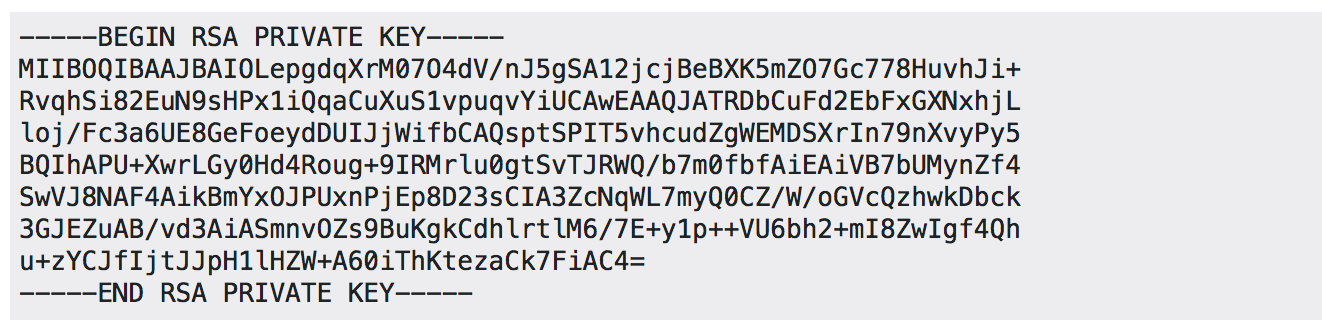 -----BEGIN RSA PRIVATE KEY-----
MIIBOQIBAAJBAIOLepgdqXrM07O4dV/nJ5gSA12jcjBeBXK5mZO7Gc778HuvhJi+
RvqhSi82EuN9sHPx1iQqaCuXuS1vpuqvYiUCAwEAAQJATRDbCuFd2EbFxGXNxhjL
loj/Fc3a6UE8GeFoeydDUIJjWifbCAQsptSPIT5vhcudZgWEMDSXrIn79nXvyPy5
BQIhAPU+XwrLGy0Hd4Roug+9IRMrlu0gtSvTJRWQ/b7m0fbfAiEAiVB7bUMynZf4
SwVJ8NAF4AikBmYxOJPUxnPjEp8D23sCIA3ZcNqWL7myQ0CZ/W/oGVcQzhwkDbck
3GJEZuAB/vd3AiASmnvOZs9BuKgkCdhlrtlM6/7E+y1p++VU6bh2+mI8ZwIgf4Qh
u+zYCJfIjtJJpH1lHZW+A60iThKtezaCk7FiAC4=
-----END RSA PRIVATE KEY-----